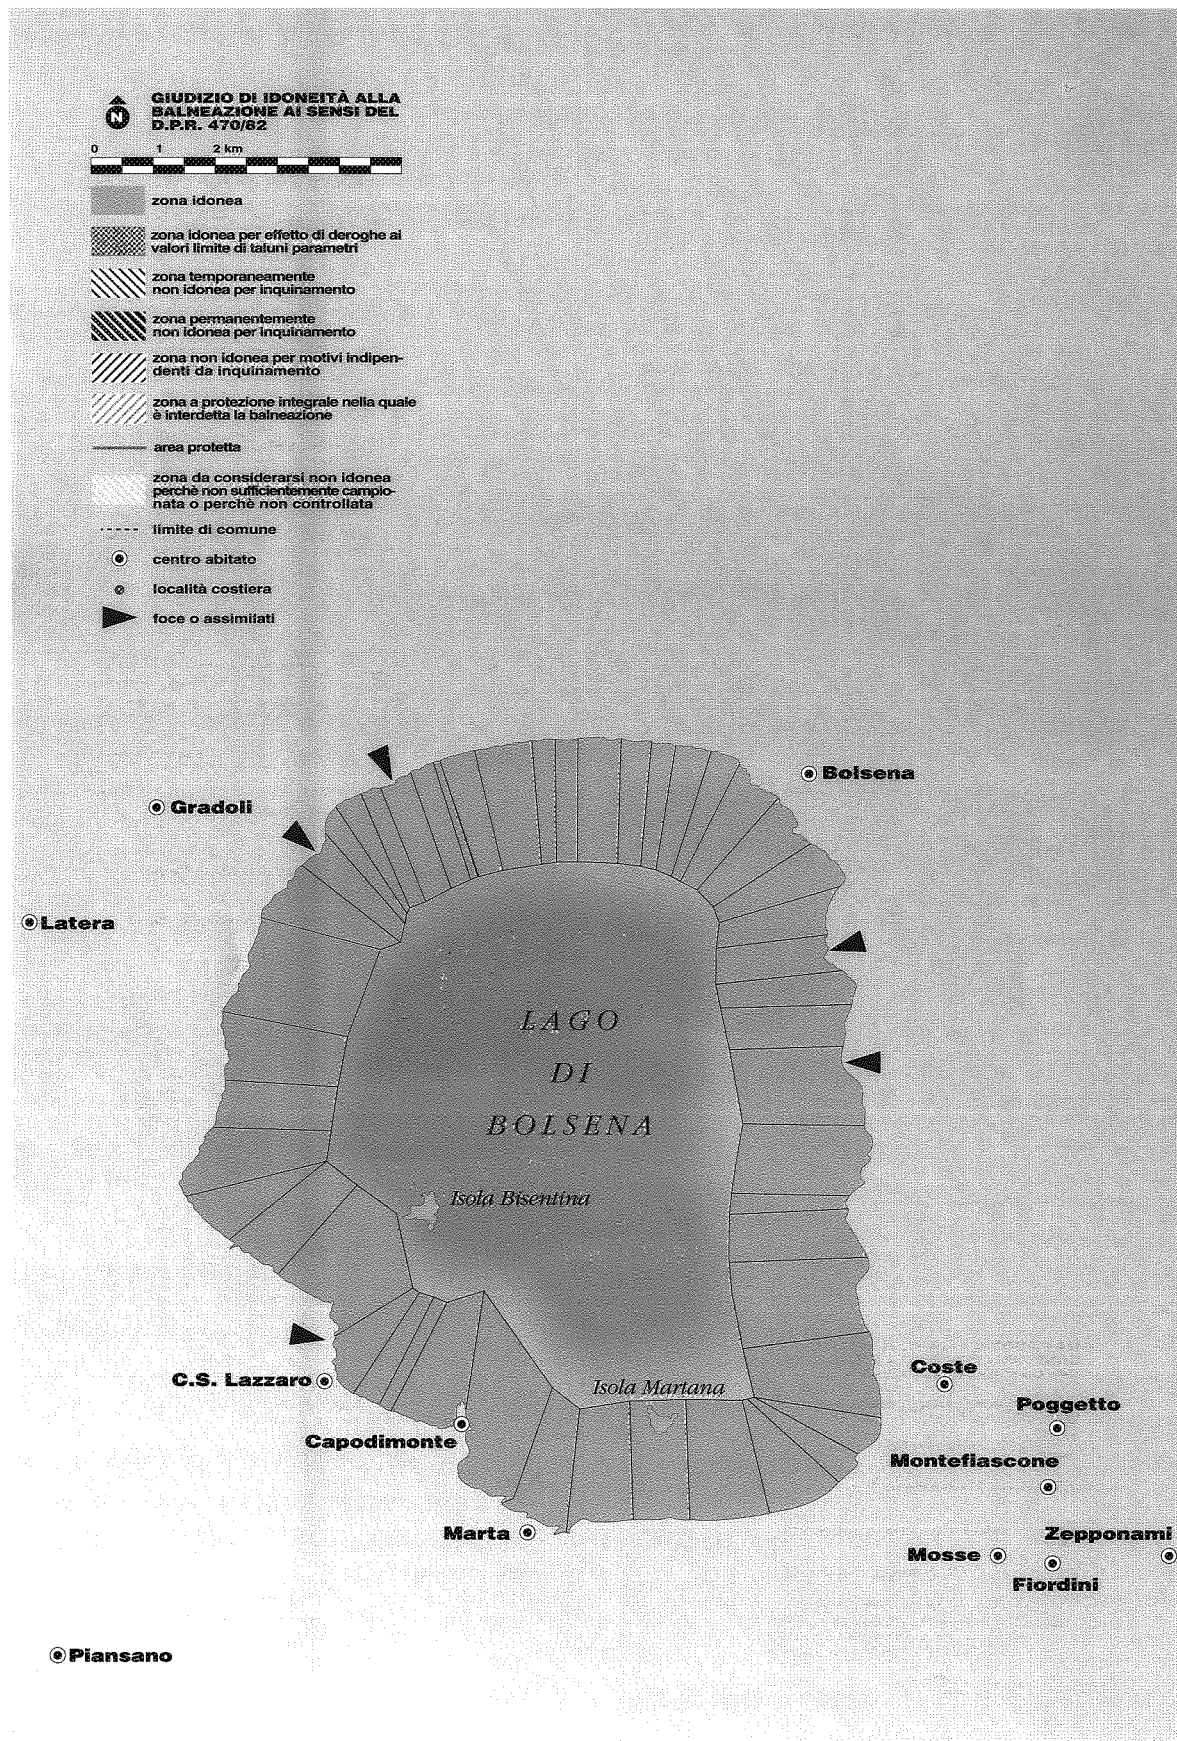 GIUDIZIO DI IDONEITÀ ALLA
BALNEAZIONE AI SENSI DEL
D.P.R. 470/82
N
0 1 2 km
zona idonea
zona idonea per effetto di deroghe ai
valori limite di taluni parametri
zona temporaneamente
non idonea per inquinamento
zona permanentemente
non idonea per inquinamento
zona non idonea per motivi indipen-
denti da inquinamento
zona a protezione integrale nella quale
è interdetta la balneazione
area protetta
zona da considerarsi non idonea
perchè non sufficientemente campio-
nata o perchè non controllata
limite di comune
centro abitato
località costiera
foce o assimilati
Bolsena
Gradoli
Latera
LAGO
DI
BOLSENA
Isola Bisentina
C.S. Lazzaro
Isola Martana
Coste
Poggetto
Capodimonte
Montefiascone
Marta
Zepponami
Mosse
Fiordini
Piansano